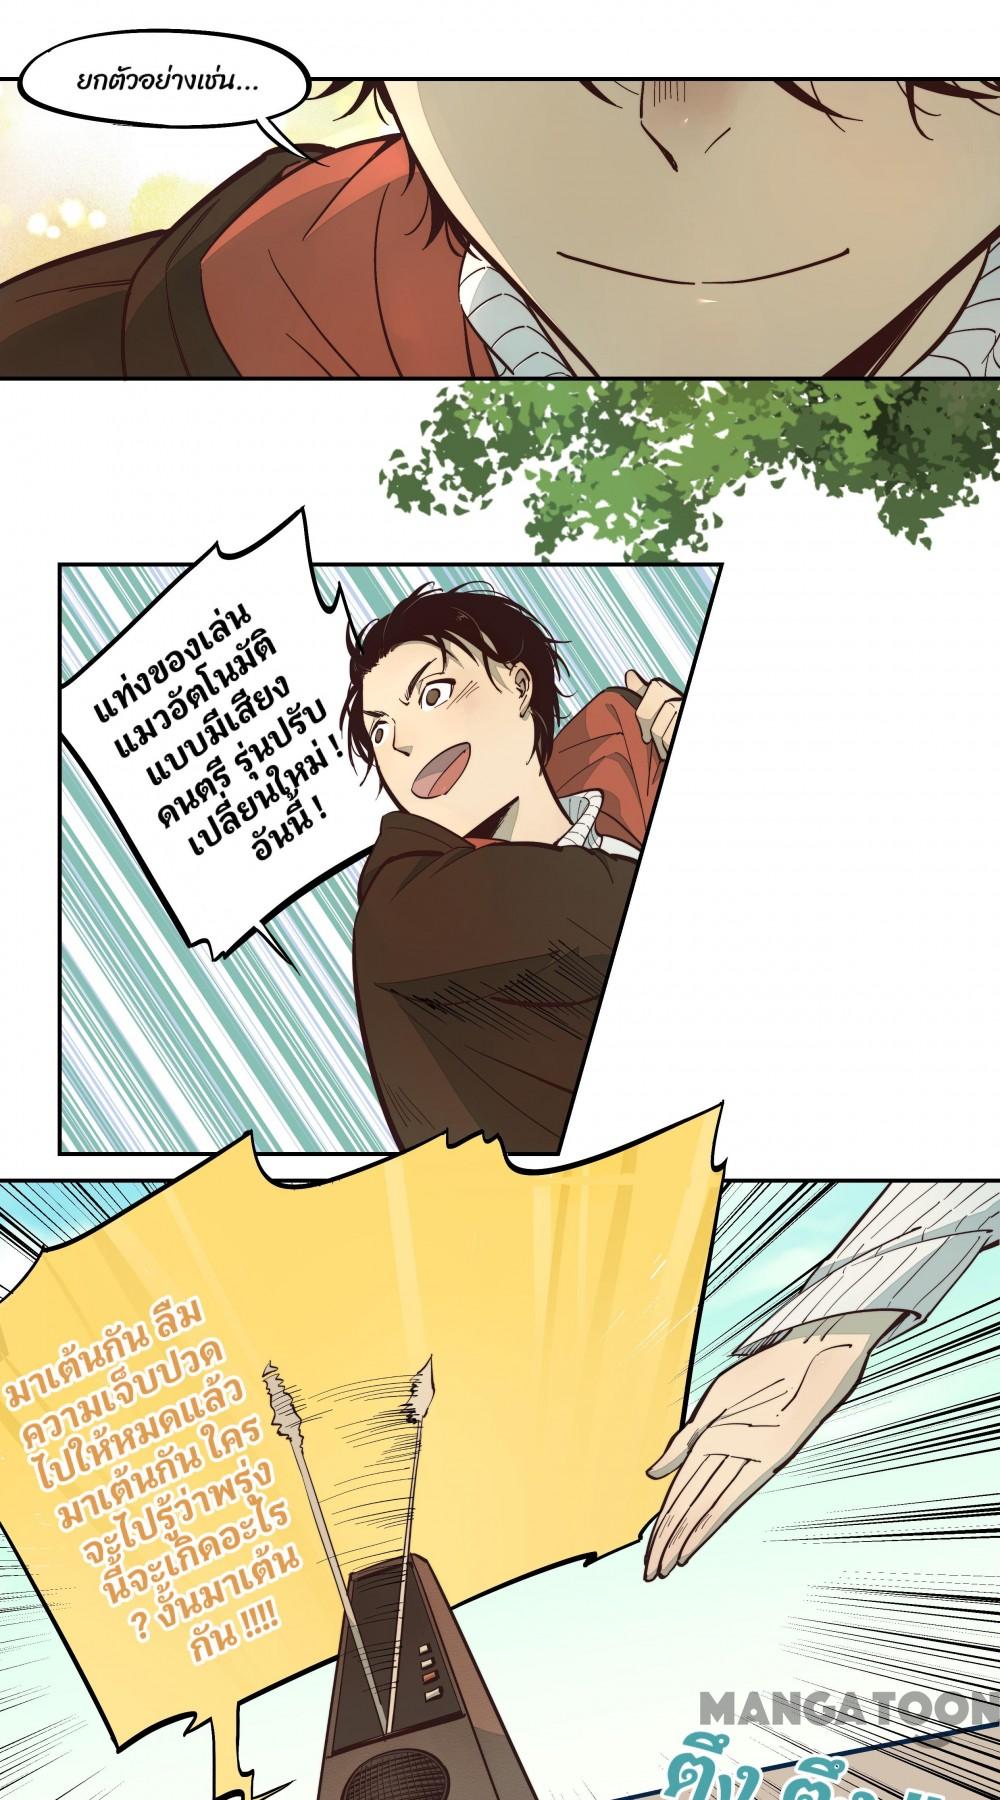 ยกตัวอย่างเช่น...
แท่งของเล่น
แมวอัตโนมัติ
แบบมีเสียง
ดนตรี รุ่นปรับ
เปลี่ยนใหม่ !
อันนี้ !
มาเต้นกัน ลืม
ความเจ็บปวด
ไปให้หมดแล้ว
มาเต้นกัน ใคร
จะไปรู้ว่าพรุ่ง
นี้จะเกิดอะไร
? งั้นมาเต้น
กัน !!!!
MANGATOON
ตึง